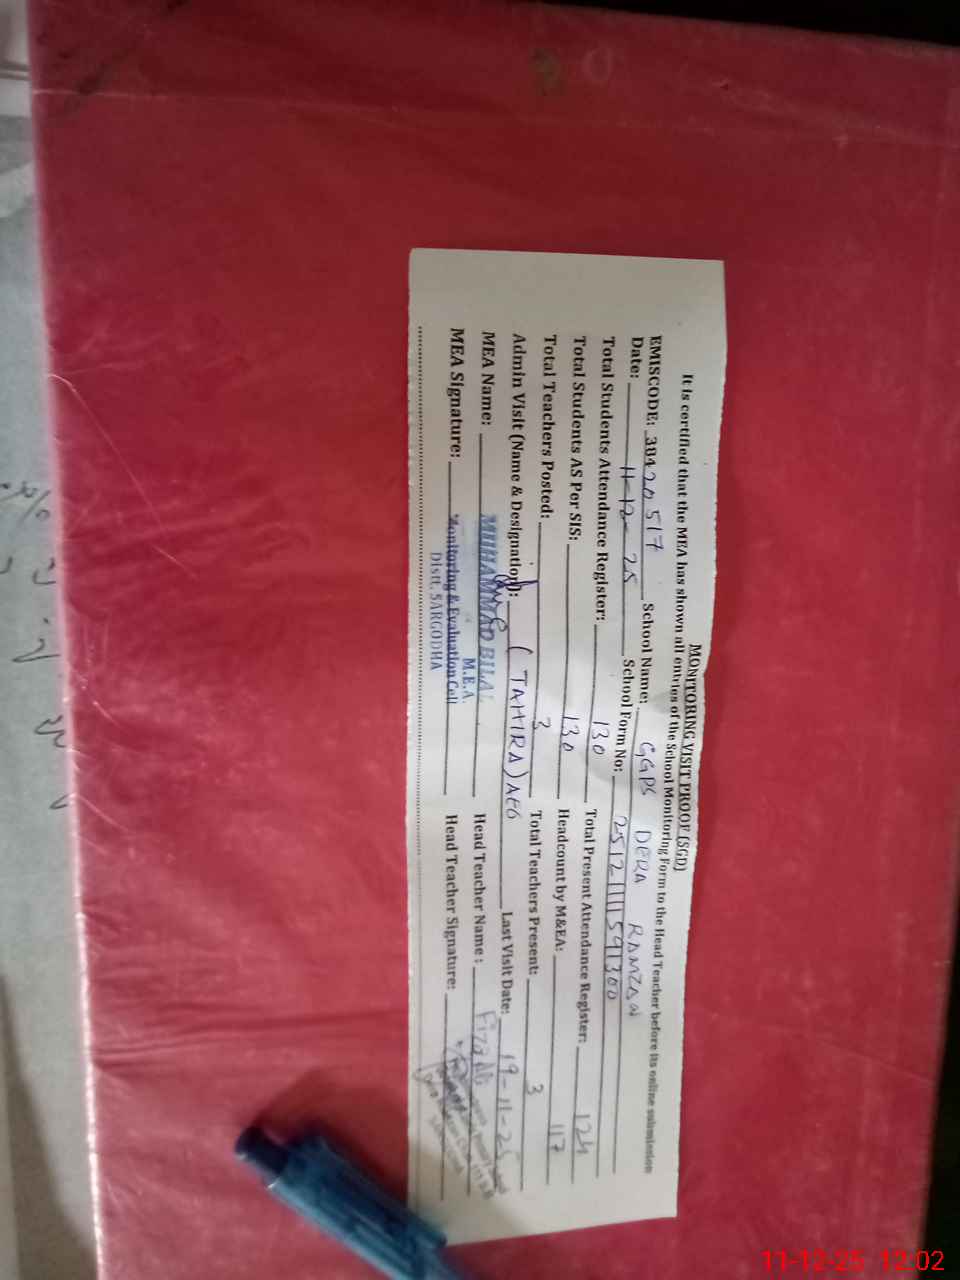 MONITORING VISIT PROOF (SGD)
It is certified that the MEA has shown all entries of the School Monitoring Form to the Head Teacher before its online submission
EMISCODE: 38420517 School Name: GGPS DERA RAMZAN
Date: 11-12-25 School Form No: 25121111591300
Total Students Attendance Register: 130 Total Present Attendance Register: 124
Total Students AS Per SIS: 130 Headcount by M&EA: 117
Total Teachers Posted: 3 Total Teachers Present: 3
Admin Visit (Name & Designation): (TAHIRA) AEO Last Visit Date: 19-11-25
MEA Name: MUHAMMAD BILAL Head Teacher Name: Fiza
M.E.A.
MEA Signature: Monitoring & Evaluation Cell Head Teacher Signature:
Distt. SARGODHA
11-12-25 12:02